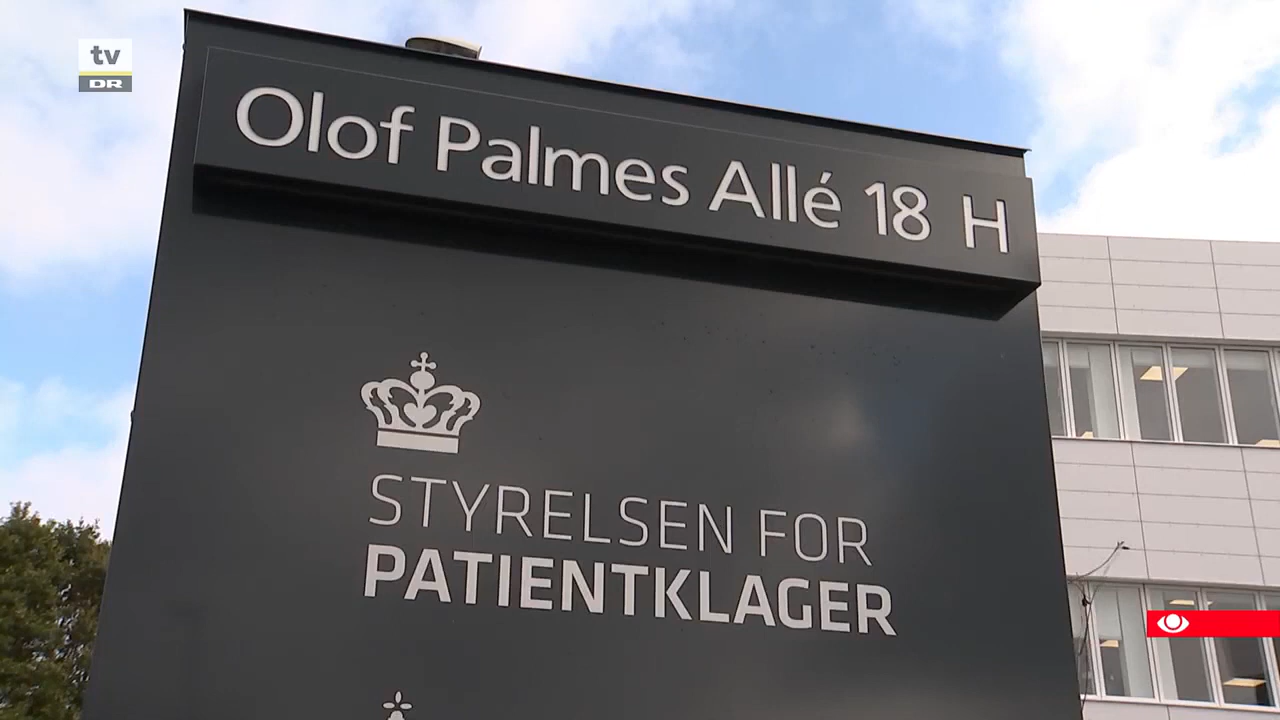 tv
DR
Olof Palmes Allé 18 H
STYRELSEN FOR
PATIENTKLAGER